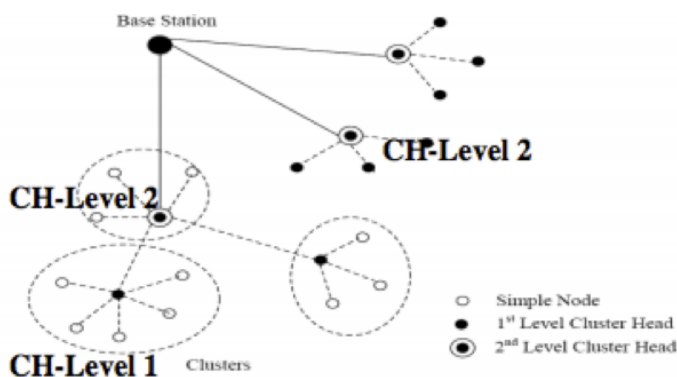 Base Station
CH-Level 2
CH-Level 2
Simple Node
1st Level Cluster Head
2nd Level Cluster Head
CH-Level 1
Clusters